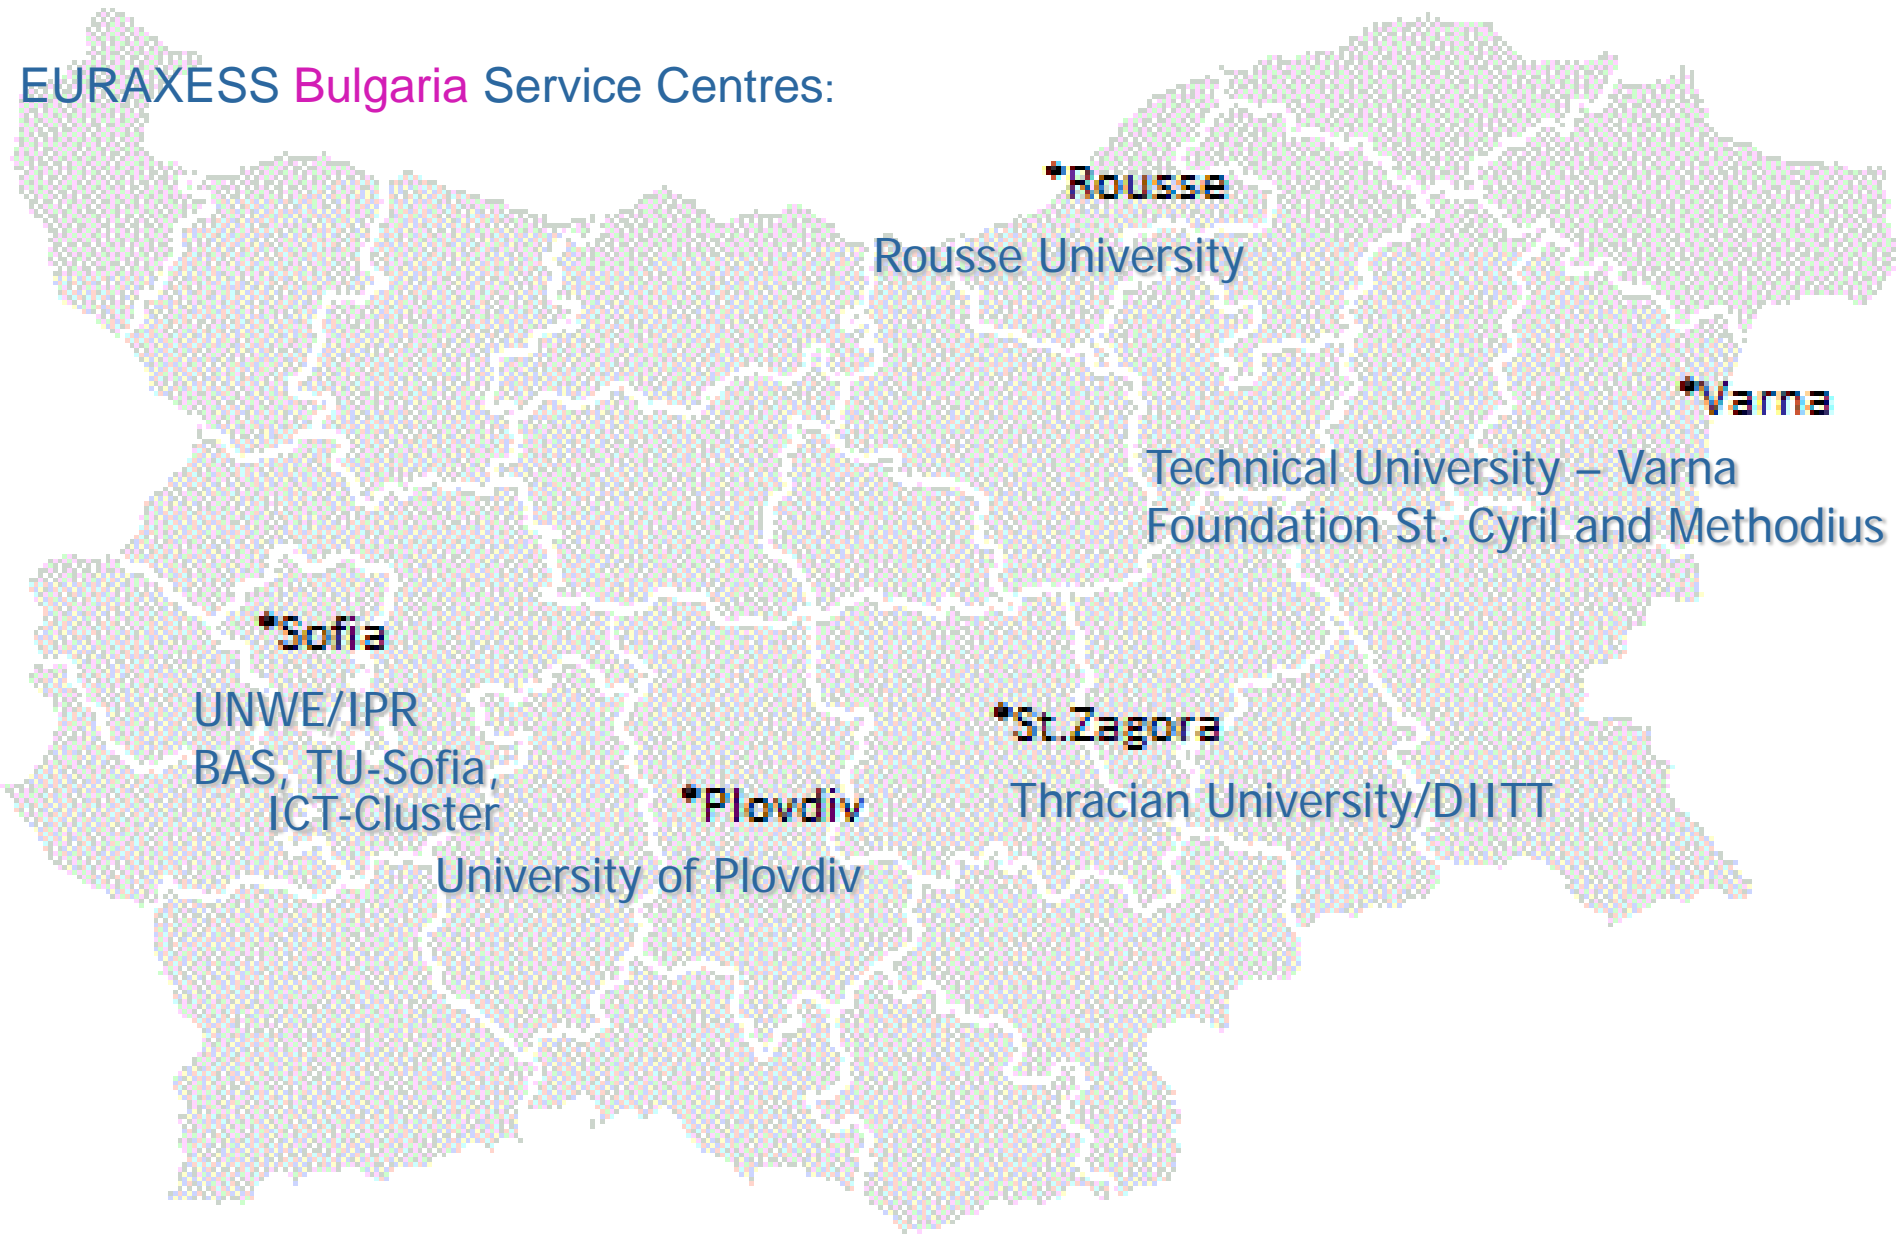 EURAXESS Bulgaria Service Centres:
Rousse
Rousse University
Varna
Technical University – Varna
Foundation St. Cyril and Methodius
Sofia
UNWE/IPR
BAS, TU-Sofia,
ICT-Cluster
St.Zagora
Thracian University/DIITT
Plovdiv
University of Plovdiv